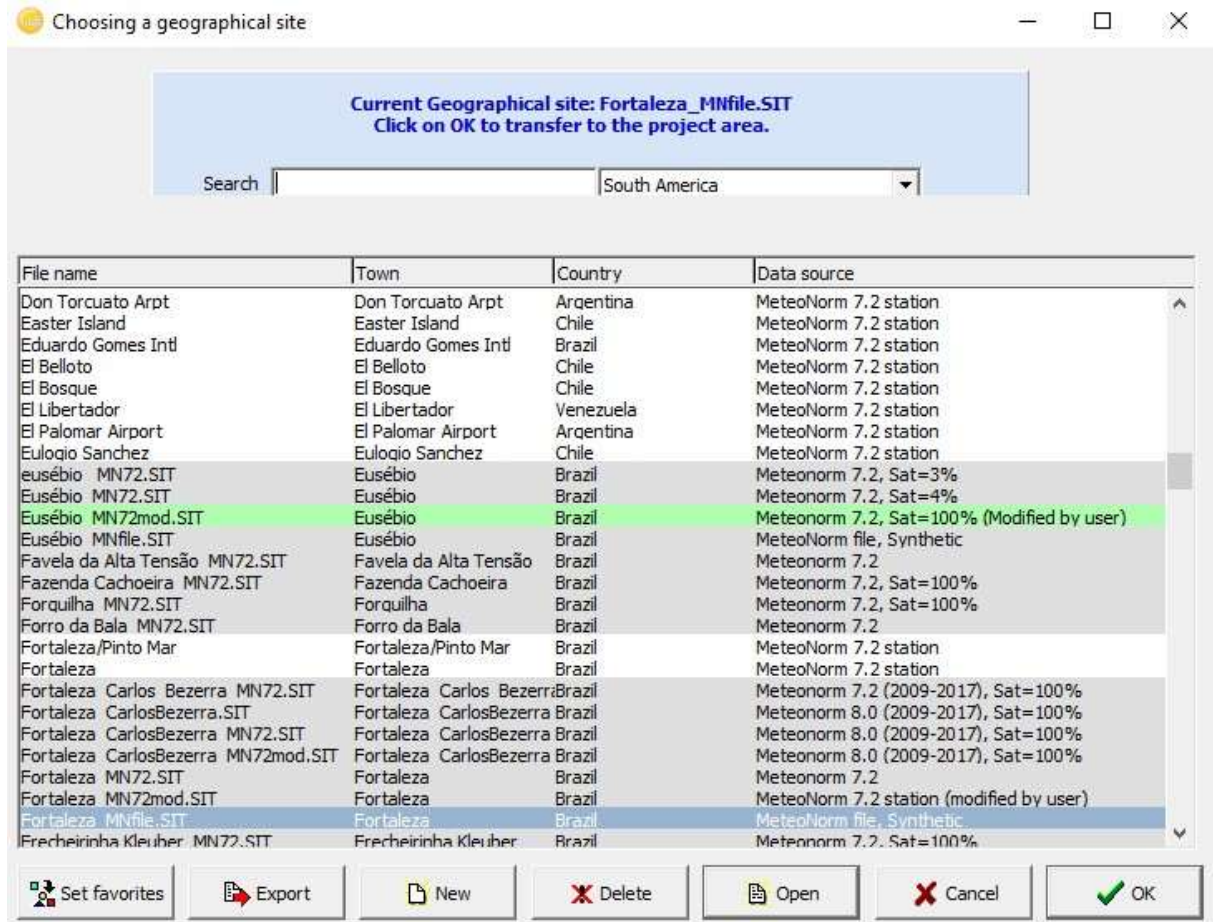 Choosing a geographical site
Current Geographical site: Fortaleza_MNfile.SIT
Click on OK to transfer to the project area.
Search South America
File name Town Country Data source
Don Torcuato Arpt Don Torcuato Arpt Argentina MeteoNorm 7.2 station
Easter Island Easter Island Chile MeteoNorm 7.2 station
Eduardo Gomes Intl Eduardo Gomes Intl Brazil MeteoNorm 7.2 station
El Belloto El Belloto Chile MeteoNorm 7.2 station
El Bosque El Bosque Chile MeteoNorm 7.2 station
El Libertador El Libertador Venezuela MeteoNorm 7.2 station
El Palomar Airport El Palomar Airport Argentina MeteoNorm 7.2 station
Eulogio Sanchez Eulogio Sanchez Chile MeteoNorm 7.2 station
eusébio MN72.SIT Eusébio Brazil Meteonorm 7.2, Sat=3%
Eusébio MN72.SIT Eusébio Brazil Meteonorm 7.2, Sat=4%
Eusébio MN72mod.SIT Eusébio Brazil Meteonorm 7.2, Sat=100% (Modified by user)
Eusébio MNfile.SIT Eusébio Brazil MeteoNorm file, Synthetic
Favela da Alta Tensão MN72.SIT Favela da Alta Tensão Brazil Meteonorm 7.2
Fazenda Cachoeira MN72.SIT Fazenda Cachoeira Brazil Meteonorm 7.2, Sat=100%
Forquilha MN72.SIT Forquilha Brazil Meteonorm 7.2, Sat=100%
Forro da Bala MN72.SIT Forro da Bala Brazil Meteonorm 7.2
Fortaleza/Pinto Mar Fortaleza/Pinto Mar Brazil MeteoNorm 7.2 station
Fortaleza Fortaleza Brazil MeteoNorm 7.2 station
Fortaleza Carlos Bezerra MN72.SIT Fortaleza Carlos Bezerra Brazil Meteonorm 7.2 (2009-2017), Sat=100%
Fortaleza CarlosBezerra.SIT Fortaleza CarlosBezerra Brazil Meteonorm 8.0 (2009-2017), Sat=100%
Fortaleza CarlosBezerra MN72.SIT Fortaleza CarlosBezerra Brazil Meteonorm 8.0 (2009-2017), Sat=100%
Fortaleza CarlosBezerra MN72mod.SIT Fortaleza CarlosBezerra Brazil Meteonorm 8.0 (2009-2017), Sat=100%
Fortaleza MN72.SIT Fortaleza Brazil Meteonorm 7.2
Fortaleza MN72mod.SIT Fortaleza Brazil MeteoNorm 7.2 station (modified by user)
Fortaleza MNfile.SIT Fortaleza Brazil MeteoNorm file, Synthetic
Frecheirinha Kleuber MN72.SIT Frecheirinha Kleuber Brazil Meteonorm 7.2, Sat=100%
Set favorites Export New Delete Open Cancel OK